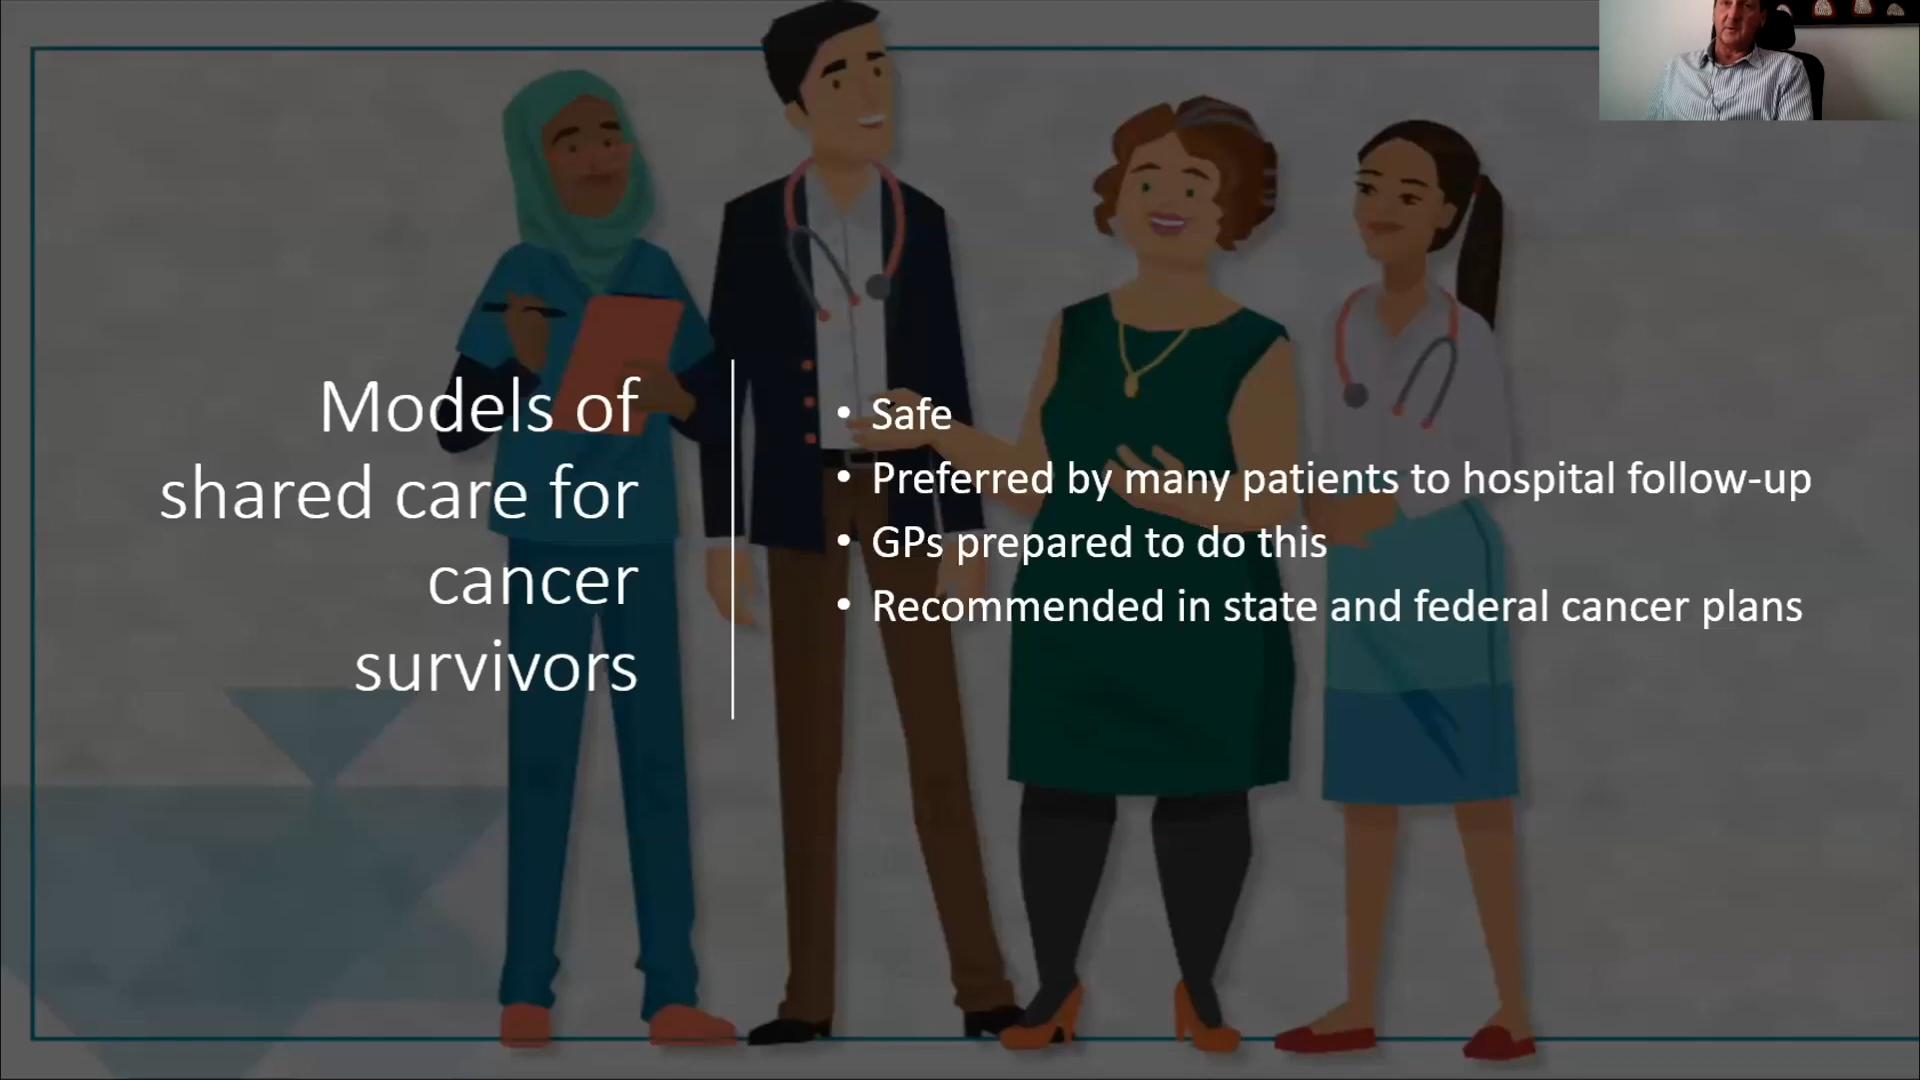 Models of
shared care for
cancer
survivors
• Safe
• Preferred by many patients to hospital follow-up
• GPs prepared to do this
• Recommended in state and federal cancer plans